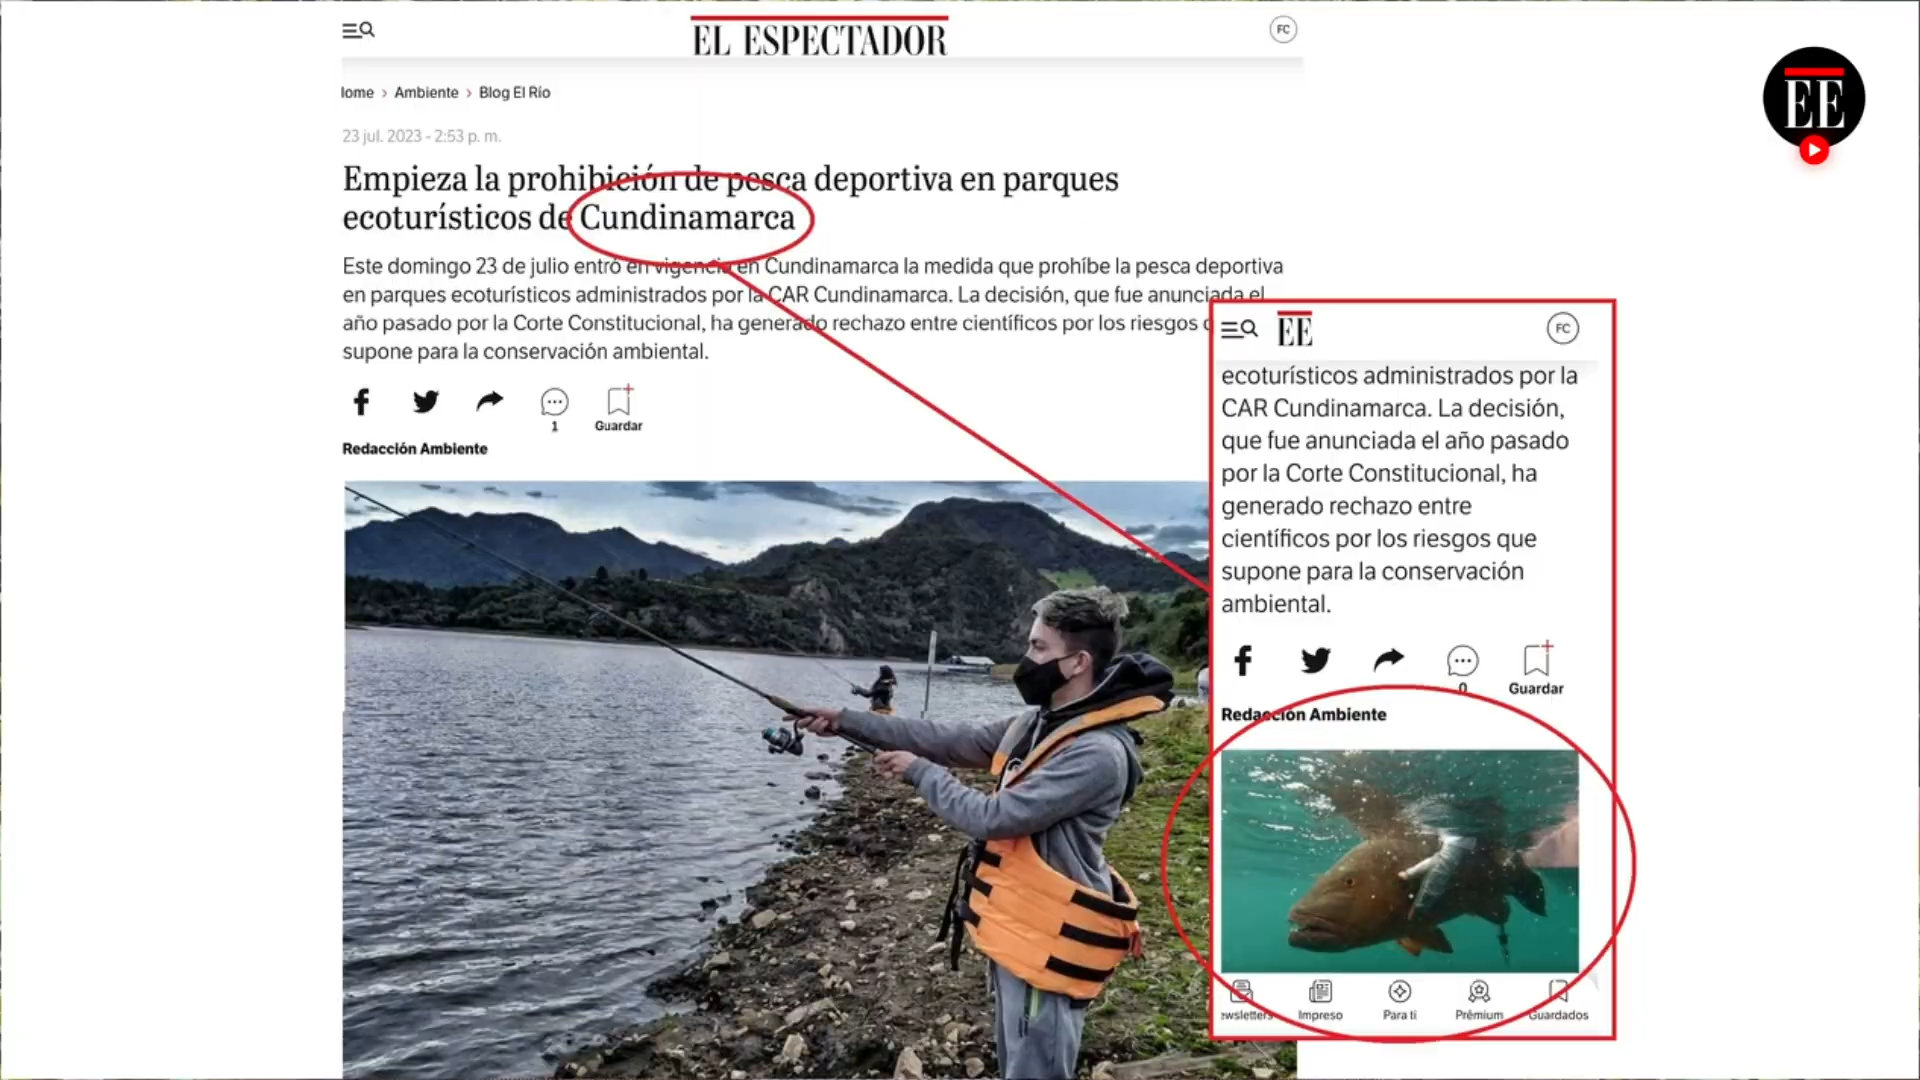 EL ESPECTADOR
FC
EE
lome > Ambiente > Blog El Río
23 jul. 2023 - 2:53 p. m.
Empieza la prohibición de pesca deportiva en parques
ecoturísticos de Cundinamarca
Este domingo 23 de julio entró en vigencia en Cundinamarca la medida que prohíbe la pesca deportiva
en parques ecoturísticos administrados por la CAR Cundinamarca. La decisión, que fue anunciada el
año pasado por la Corte Constitucional, ha generado rechazo entre científicos por los riesgos
supone para la conservación ambiental.
1
Guardar
Redacción Ambiente
EE
FC
ecoturísticos administrados por la
CAR Cundinamarca. La decisión,
que fue anunciada el año pasado
por la Corte Constitucional, ha
generado rechazo entre
científicos por los riesgos que
supone para la conservación
ambiental.
0
Guardar
Redacción Ambiente
ewsletters
Impreso
Para ti
Prémium
Guardados